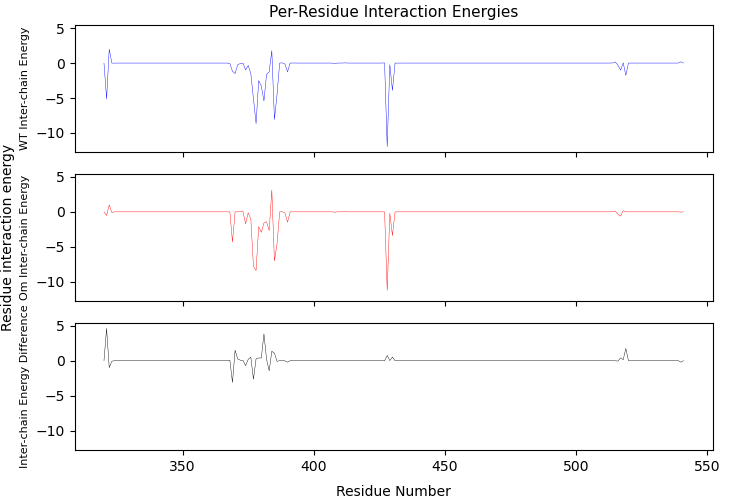 Per-Residue Interaction Energies
Residue interaction energy
WT Inter-chain Energy
5
0
−5
−10
Om Inter-chain Energy
5
0
−5
−10
Inter-chain Energy Difference
5
0
−5
−10
350
400
450
500
550
Residue Number